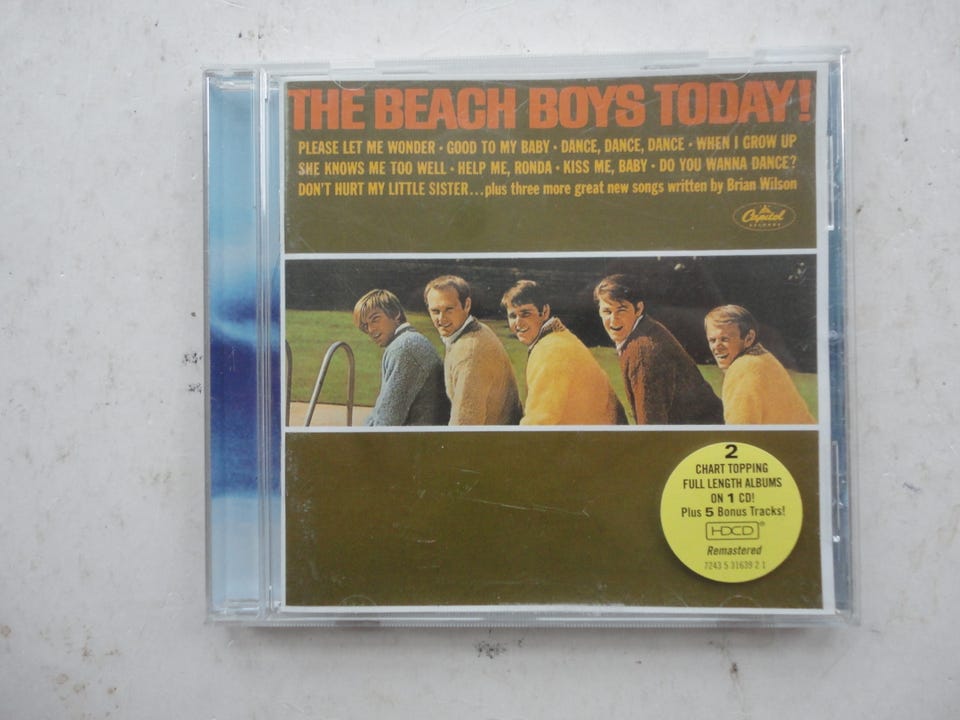 THE BEACH BOYS TODAY!
PLEASE LET ME WONDER • GOOD TO MY BABY • DANCE, DANCE, DANCE • WHEN I GROW UP
SHE KNOWS ME TOO WELL • HELP ME, RONDA • KISS ME, BABY • DO YOU WANNA DANCE?
DON'T HURT MY LITTLE SISTER...plus three more great new songs written by Brian Wilson
Capitol
RECORDS
2
CHART TOPPING
FULL LENGTH ALBUMS
ON 1 CD!
Plus 5 Bonus Tracks!
HDCD®
Remastered
7243 5 31639 2 1